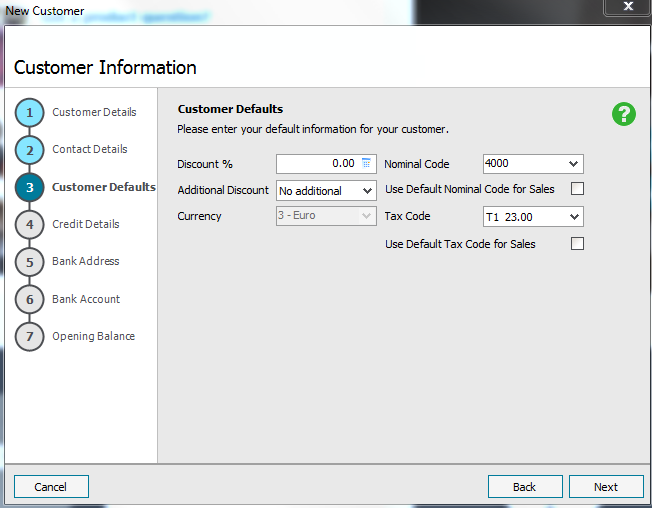 New Customer
x
Use a product question?
Customer Information
1 Customer Details
2 Contact Details
3 Customer Defaults
4 Credit Details
5 Bank Address
6 Bank Account
7 Opening Balance
Customer Defaults
Please enter your default information for your customer.
?
Discount % 0.00 Nominal Code 4000
Additional Discount No additional Use Default Nominal Code for Sales
Currency 3 - Euro Tax Code T1 23.00
Use Default Tax Code for Sales
Cancel Back Next